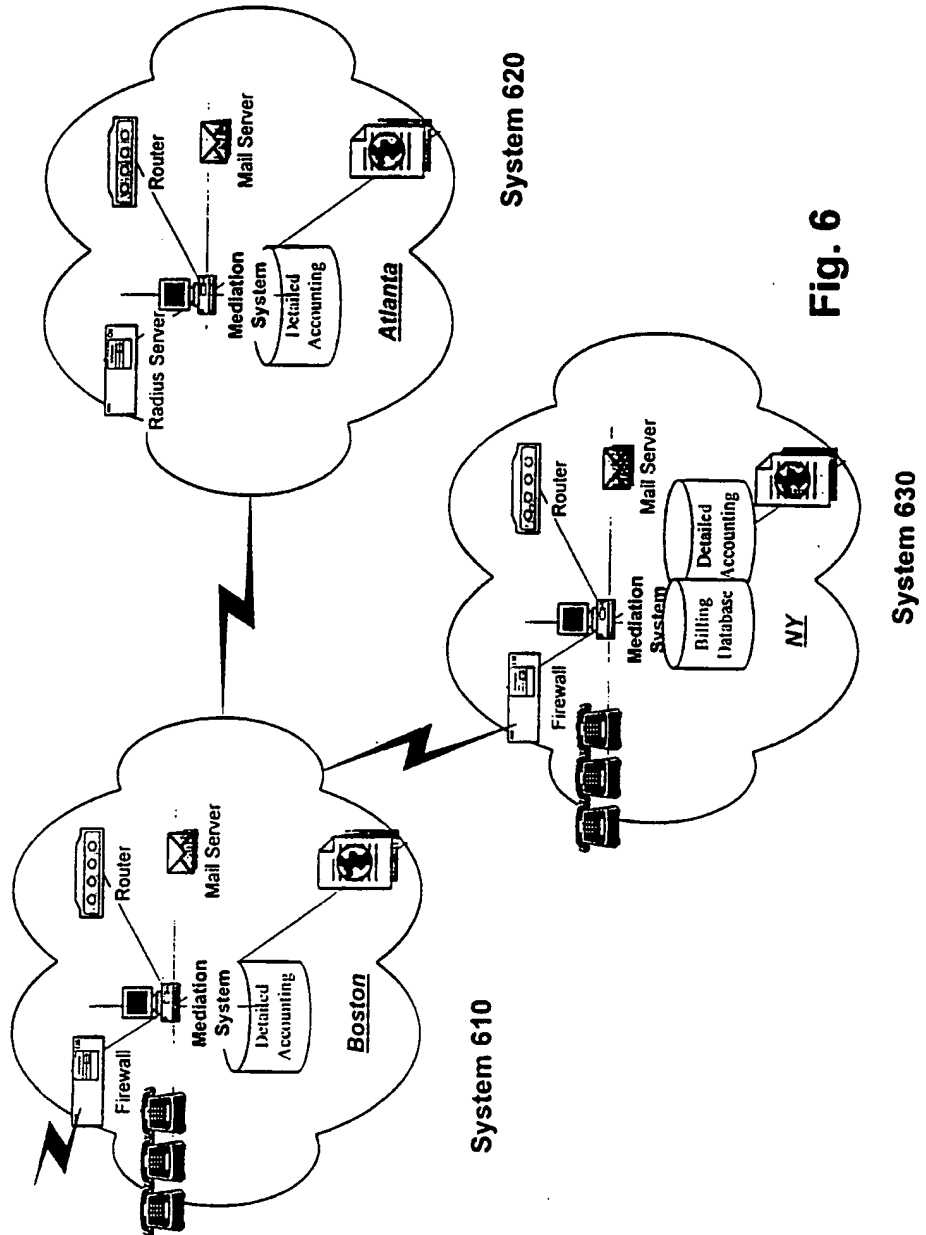 Firewall
Router
Mail Server
Mediation
System
Detailed
Accounting
Boston
System 610
Radius Server
Router
Mail Server
Mediation
System
Detailed
Accounting
Atlanta
System 620
Firewall
Router
Mail Server
Mediation
System
Billing
Database
Detailed
Accounting
NY
System 630
Fig. 6